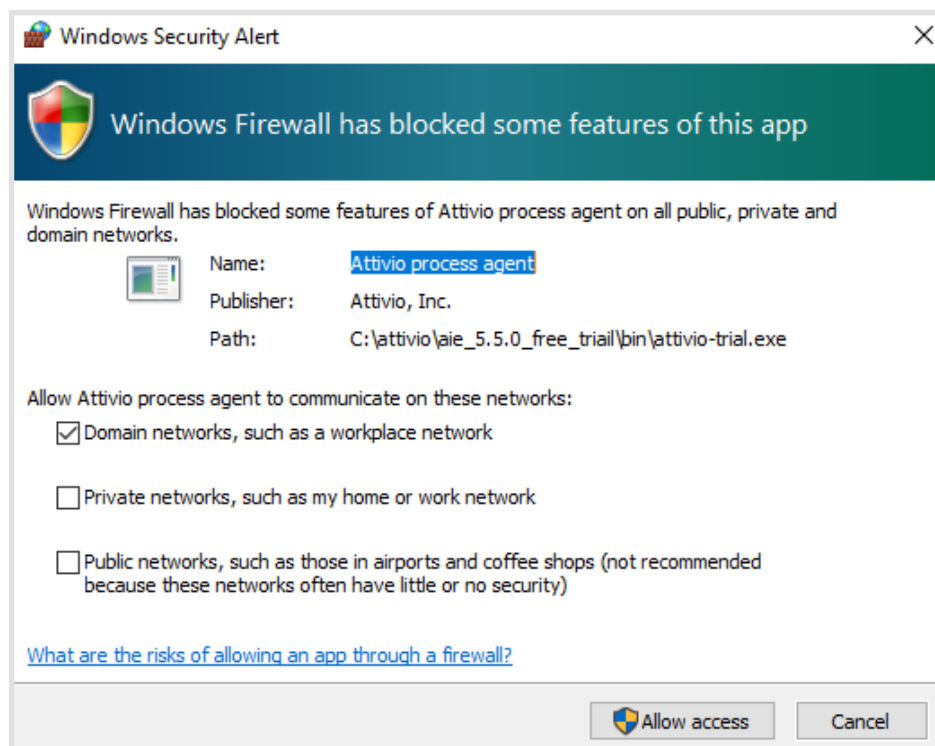 Windows Security Alert
Windows Firewall has blocked some features of this app
Windows Firewall has blocked some features of Attivio process agent on all public, private and
domain networks.
Name: Attivio process agent
Publisher: Attivio, Inc.
Path: C:\attivio\aie_5.5.0_free_triail\bin\attivio-trial.exe
Allow Attivio process agent to communicate on these networks:
Domain networks, such as a workplace network
Private networks, such as my home or work network
Public networks, such as those in airports and coffee shops (not recommended
because these networks often have little or no security)
What are the risks of allowing an app through a firewall?
Allow access Cancel